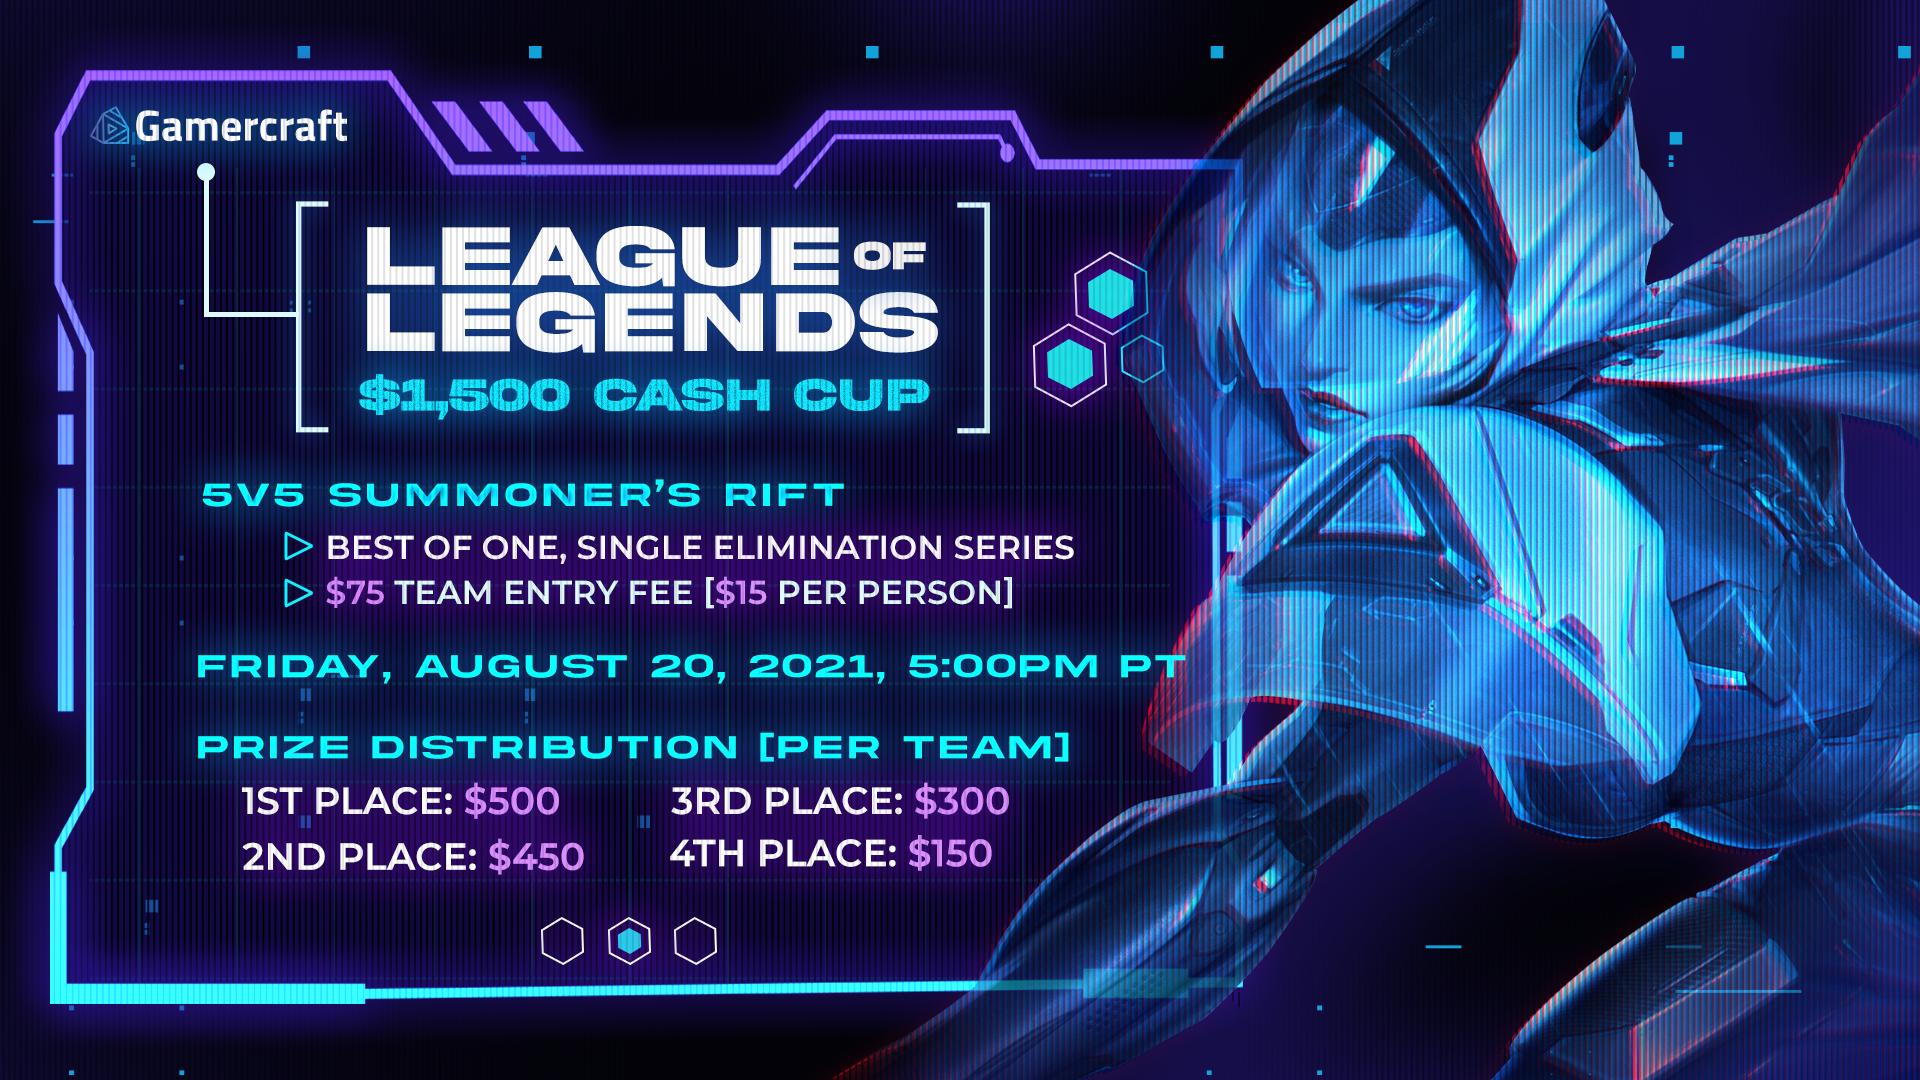 Gamercraft
LEAGUE OF
LEGENDS
$1,500 CASH CUP
5V5 SUMMONER'S RIFT
BEST OF ONE, SINGLE ELIMINATION SERIES
$75 TEAM ENTRY FEE [$15 PER PERSON]
FRIDAY, AUGUST 20, 2021, 5:00PM PT
PRIZE DISTRIBUTION [PER TEAM]
1ST PLACE: $500
2ND PLACE: $450
3RD PLACE: $300
4TH PLACE: $150